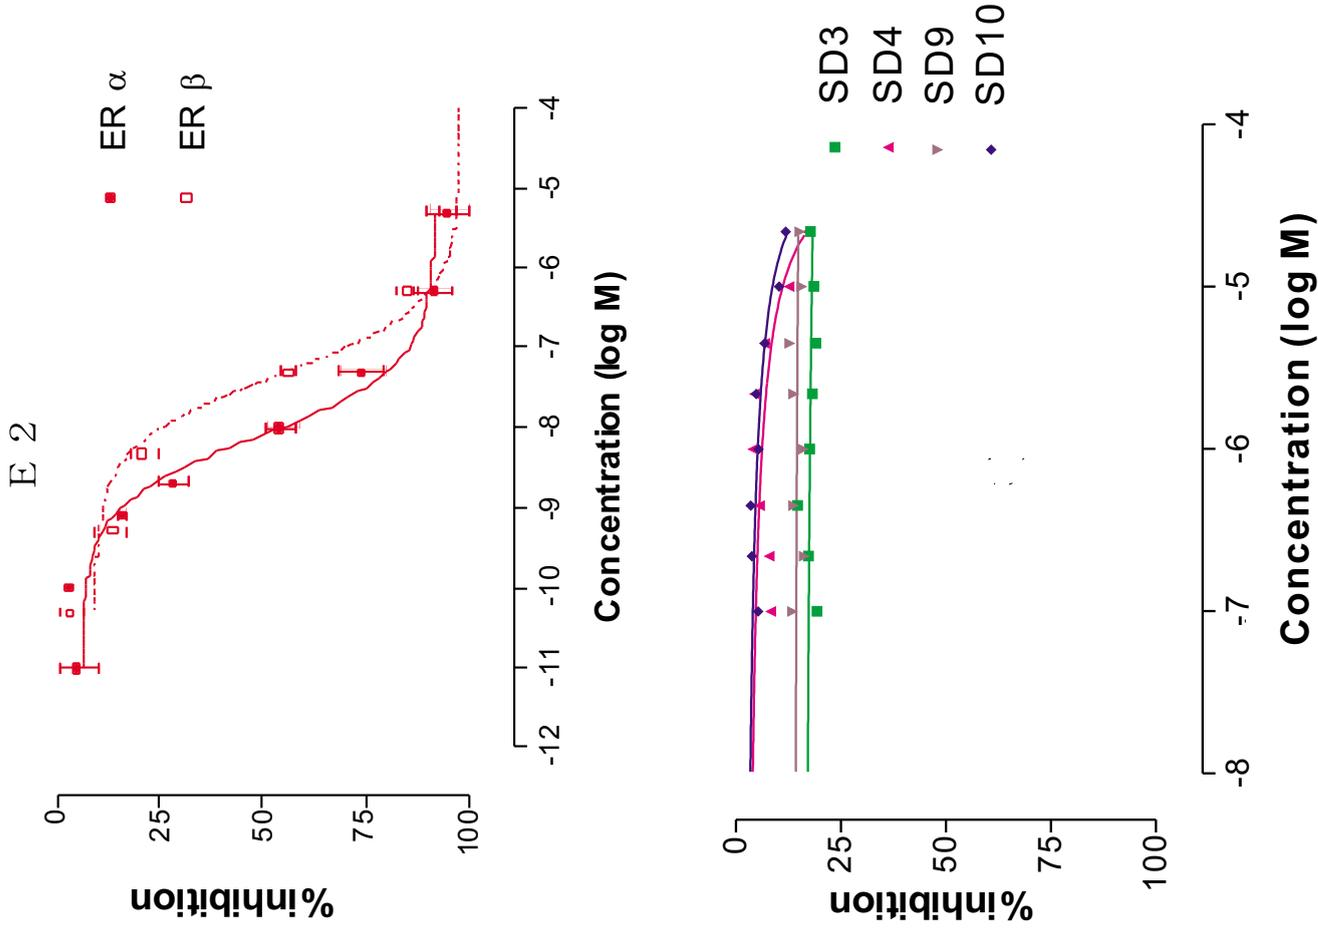 E 2
ER α
ER β
%inhibition
0
25
50
75
100
-12
-11
-10
-9
-8
-7
-6
-5
-4
Concentration (log M)
SD3
SD4
SD9
SD10
%inhibition
0
25
50
75
100
-8
-7
-6
-5
-4
Concentration (log M)